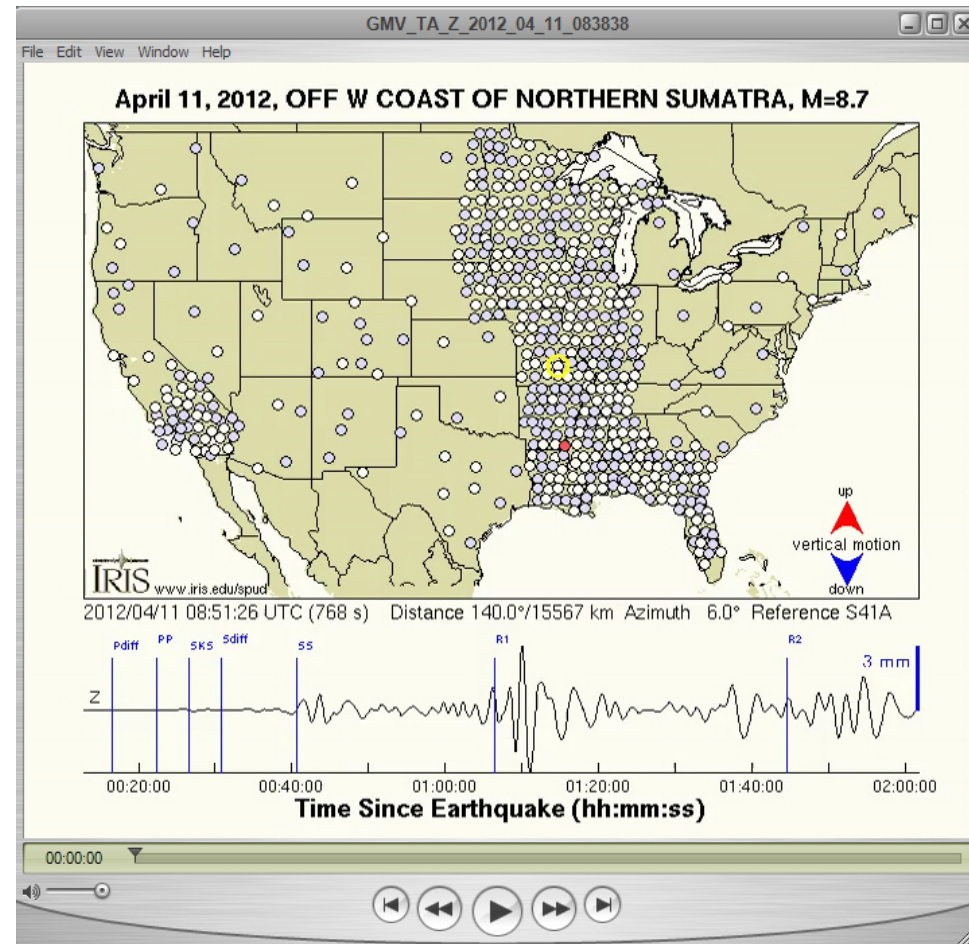 GMV_TA_Z_2012_04_11_083838
File Edit View Window Help
April 11, 2012, OFF W COAST OF NORTHERN SUMATRA, M=8.7
up
vertical motion
down
IRIS www.iris.edu/spud
2012/04/11 08:51:26 UTC (768 s) Distance 140.0°/15567 km Azimuth 6.0° Reference S41A
Pdiff PP SKS Sdiff SS R1 R2
3 mm
Z
00:20:00 00:40:00 01:00:00 01:20:00 01:40:00 02:00:00
Time Since Earthquake (hh:mm:ss)
00:00:00